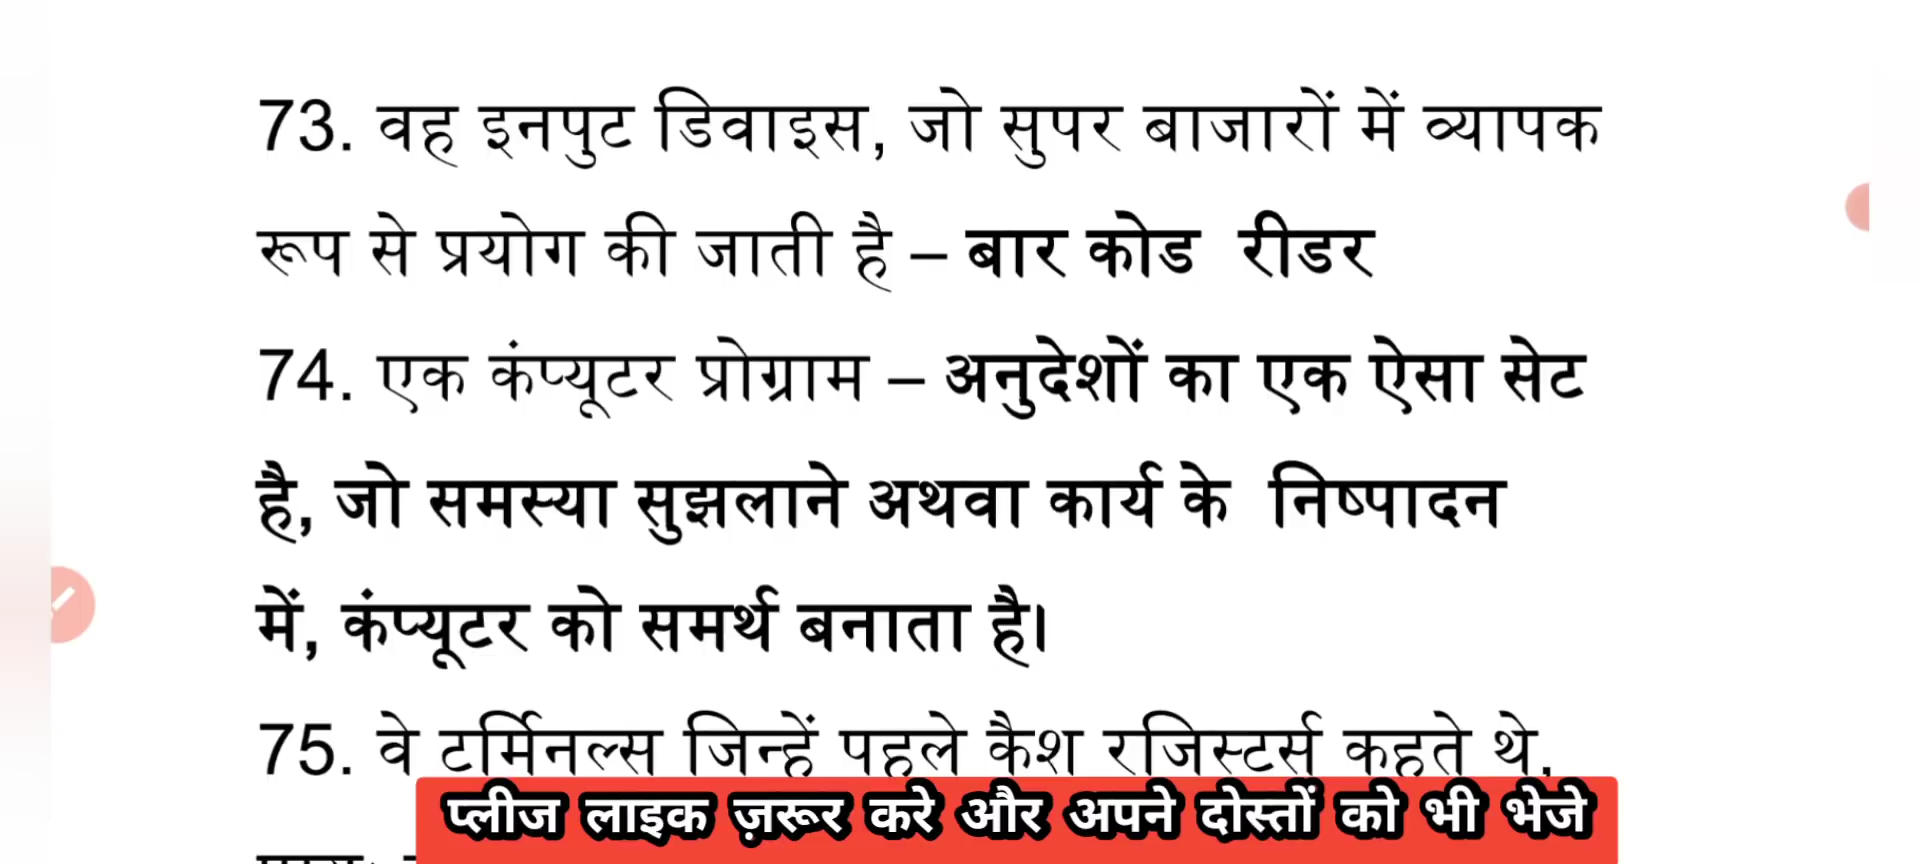 73. वह इनपुट डिवाइस, जो सुपर बाजारों में व्यापक
रूप से प्रयोग की जाती है – बार कोड रीडर
74. एक कंप्यूटर प्रोग्राम – अनुदेशों का एक ऐसा सेट
है, जो समस्या सुझलाने अथवा कार्य के निष्पादन
में, कंप्यूटर को समर्थ बनाता है।
75. वे टर्मिनल्स जिन्हें पहले कैश रजिस्टर्स कहते थे,
प्लीज लाइक ज़रूर करे और अपने दोस्तों को भी भेजे